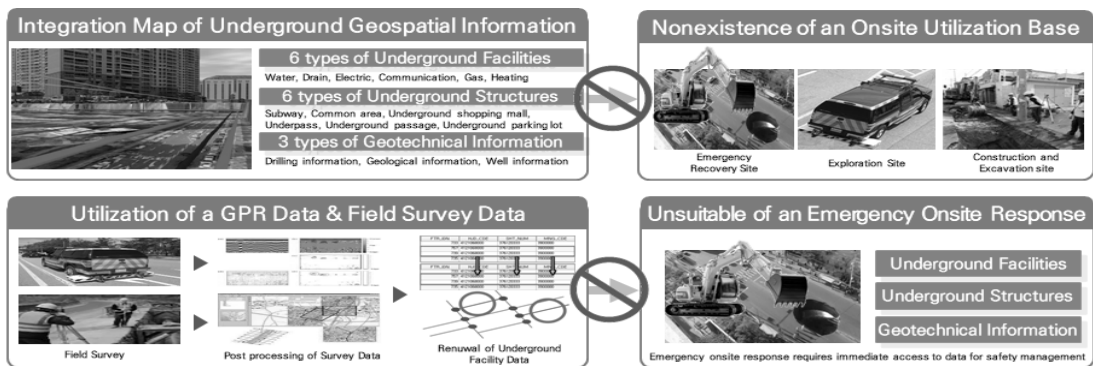 Integration Map of Underground Geospatial Information
6 types of Underground Facilities
Water, Drain, Electric, Communication, Gas, Heating
6 types of Underground Structures
Subway, Common area, Underground shopping mall,
Underpass, Underground passage, Underground parking lot
3 types of Geotechnical Information
Drilling information, Geological information, Well information
Nonexistence of an Onsite Utilization Base
Emergency
Recovery Site
Exploration Site
Construction and
Excavation site
Utilization of a GPR Data & Field Survey Data
Field Survey
Post processing of Survey Data
Renuwal of Underground
Facility Data
Unsuitable of an Emergency Onsite Response
Underground Facilities
Underground Structures
Geotechnical Information
Emergency onsite response requires immediate access to data for safety management